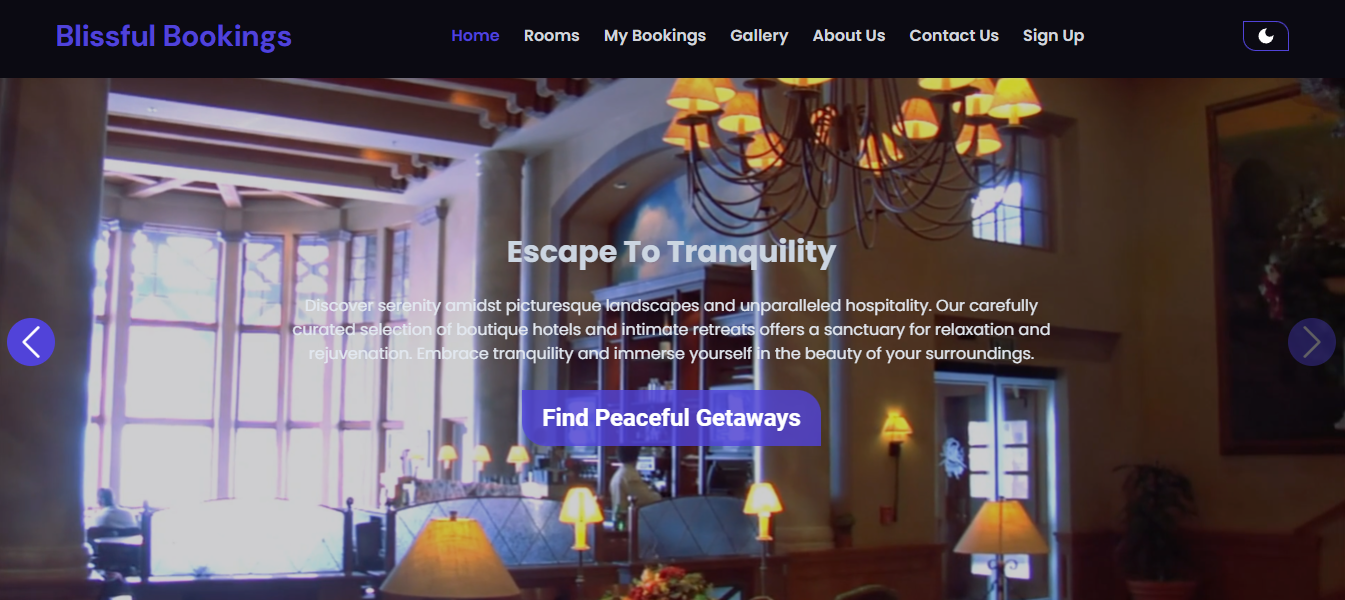 Blissful Bookings
Home Rooms My Bookings Gallery About Us Contact Us Sign Up
Escape To Tranquility
Discover serenity amidst picturesque landscapes and unparalleled hospitality. Our carefully
curated selection of boutique hotels and intimate retreats offers a sanctuary for relaxation and
rejuvenation. Embrace tranquility and immerse yourself in the beauty of your surroundings.
Find Peaceful Getaways